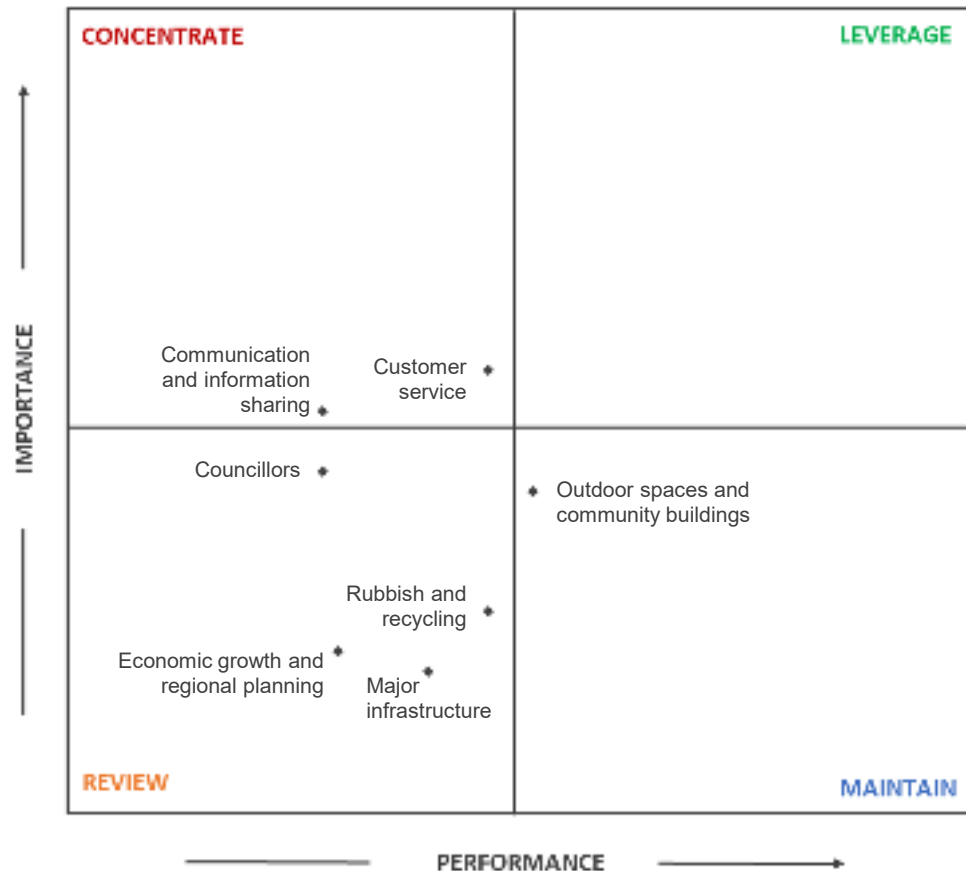 CONCENTRATE
LEVERAGE
IMPORTANCE
Communication
and information
sharing
Customer
service
Councillors
Outdoor spaces and
community buildings
Rubbish and
recycling
Economic growth and
regional planning
Major
infrastructure
REVIEW
MAINTAIN
PERFORMANCE